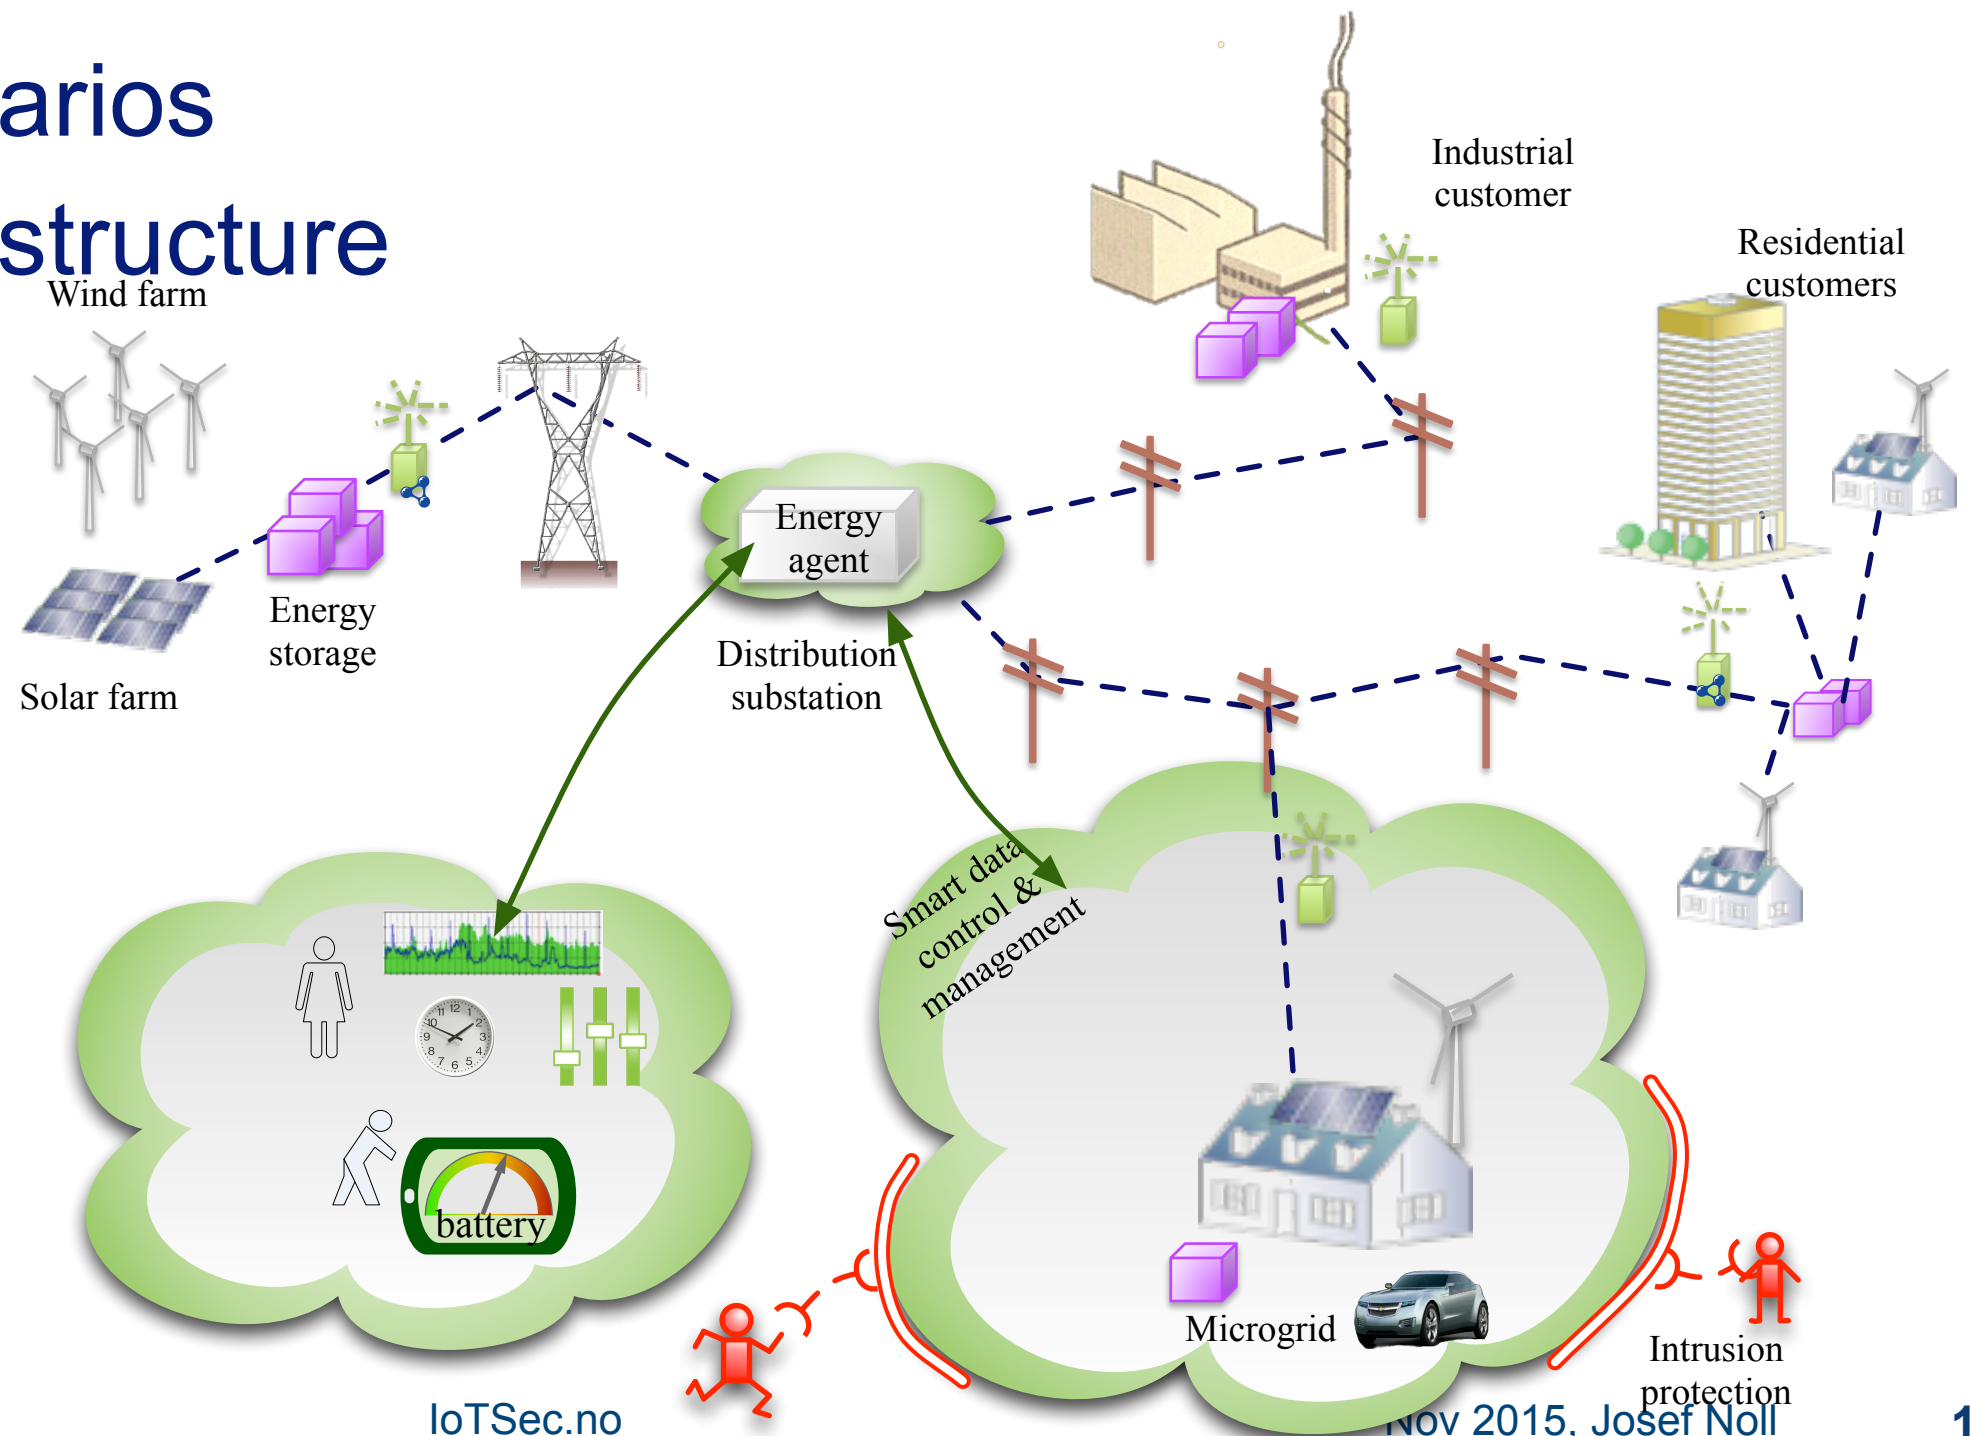 arios
structure
Wind farm
Industrial
customer
Residential
customers
Energy
agent
Energy
storage
Solar farm
Distribution
substation
Smart data
control &
management
battery
Microgrid
Intrusion
protection
IoTSec.no
Nov 2015, Josef Noll
1